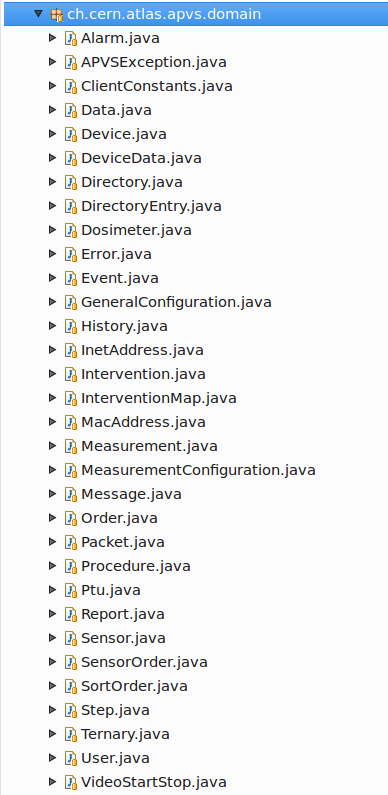 ch.cern.atlas.apvs.domain
Alarm.java
APVSException.java
ClientConstants.java
Data.java
Device.java
DeviceData.java
Directory.java
DirectoryEntry.java
Dosimeter.java
Error.java
Event.java
GeneralConfiguration.java
History.java
InetAddress.java
Intervention.java
InterventionMap.java
MacAddress.java
Measurement.java
MeasurementConfiguration.java
Message.java
Order.java
Packet.java
Procedure.java
Ptu.java
Report.java
Sensor.java
SensorOrder.java
SortOrder.java
Step.java
Ternary.java
User.java
VideoStartStop.java